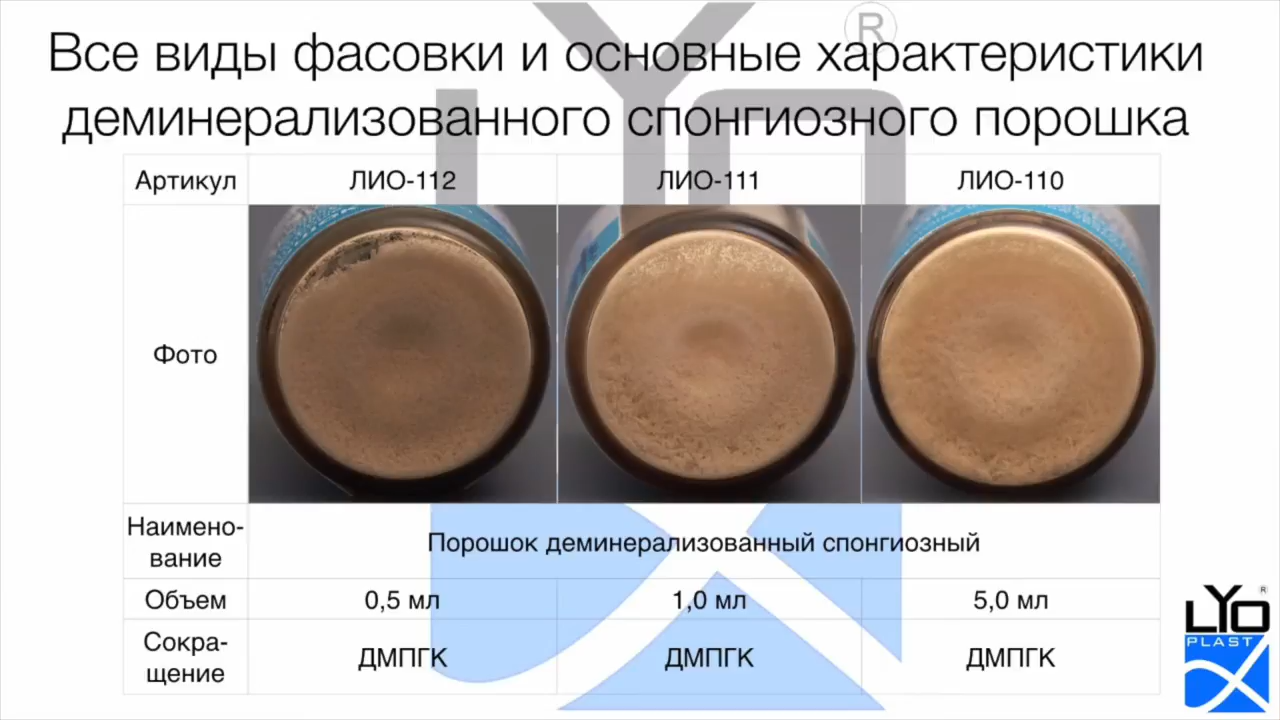 Все виды фасовки и основные характеристики
деминерализованного спонгиозного порошка
Артикул ЛИО-112 ЛИО-111 ЛИО-110
Фото
Наимено-
вание
Порошок деминерализованный спонгиозный
Объем 0,5 мл 1,0 мл 5,0 мл
Сокра-
щение
ДМПГК ДМПГК ДМПГК
LYO
PLAST
®